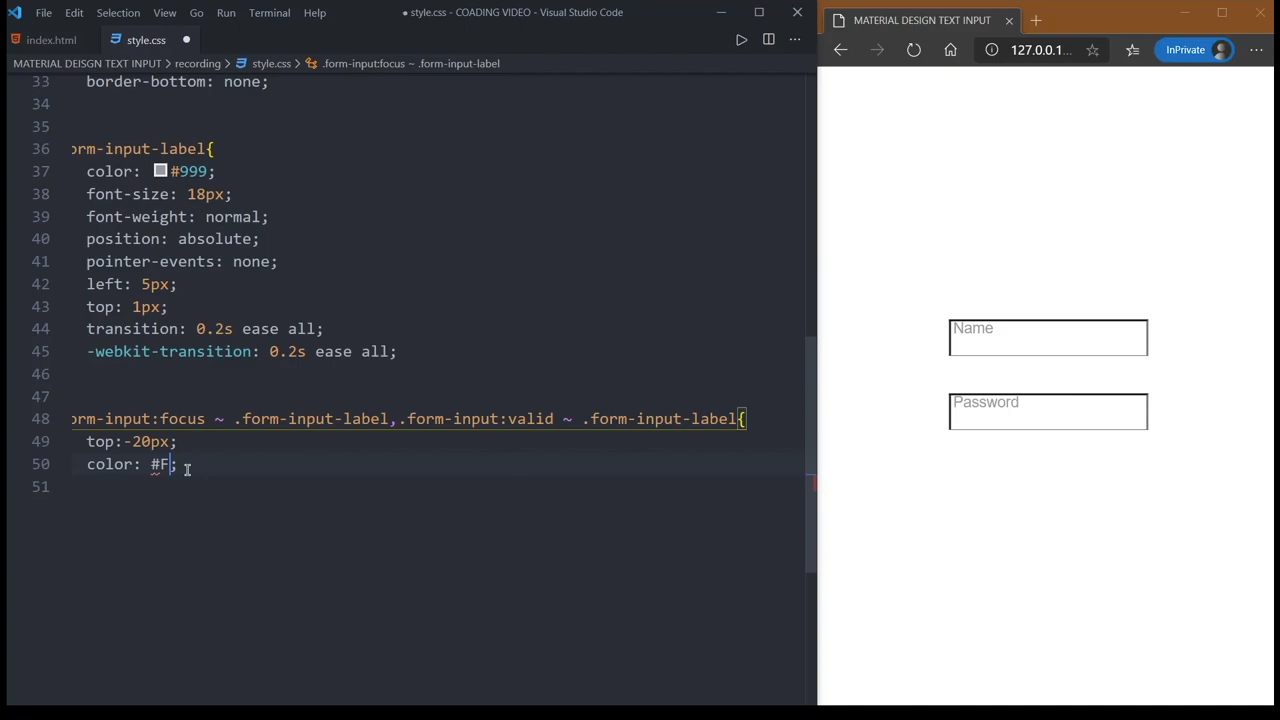 File Edit Selection View Go Run Terminal Help
● style.css - COADING VIDEO - Visual Studio Code
index.html
style.css ●
MATERIAL DEISGN TEXT INPUT > recording > style.css > .form-input:focus ~ .form-input-label
33 border-bottom: none;
34
35
36 orm-input-label{
37 color: #999;
38 font-size: 18px;
39 font-weight: normal;
40 position: absolute;
41 pointer-events: none;
42 left: 5px;
43 top: 1px;
44 transition: 0.2s ease all;
45 -webkit-transition: 0.2s ease all;
46
47
48 orm-input:focus ~ .form-input-label,.form-input:valid ~ .form-input-label{
49 top:-20px;
50 color: #F;
51
MATERIAL DESIGN TEXT INPUT
127.0.0.1...
InPrivate
Name
Password